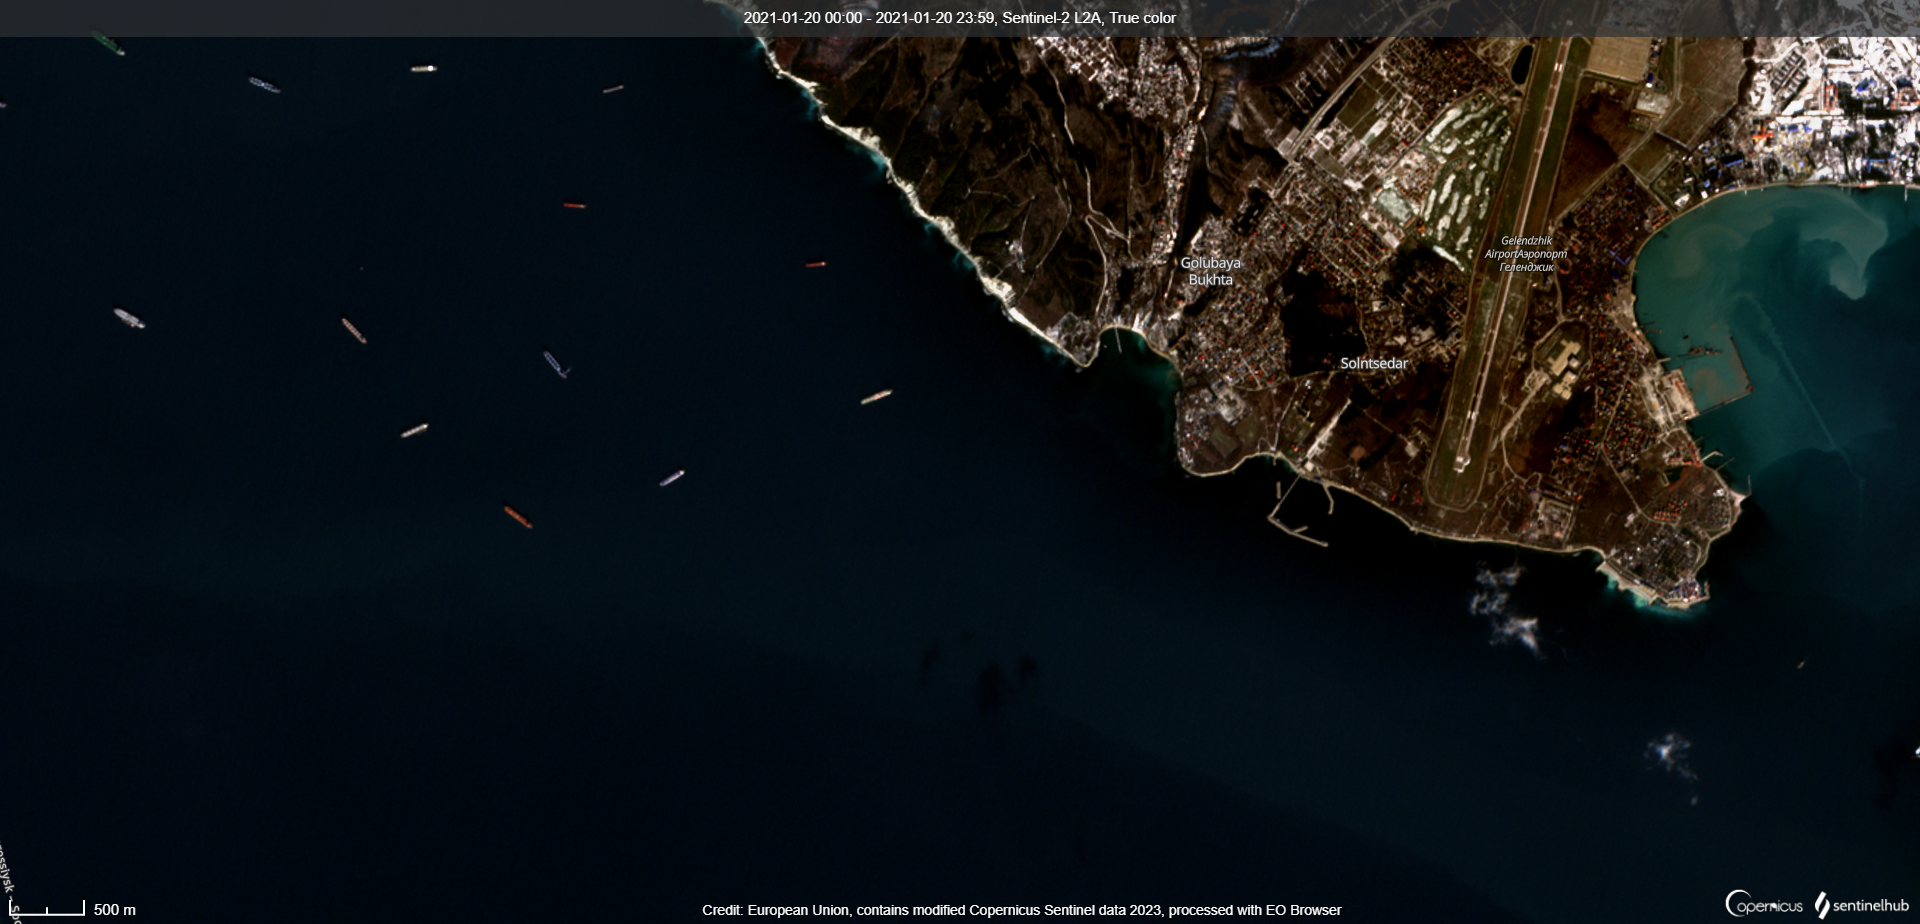 2021-01-20 00:00 - 2021-01-20 23:59, Sentinel-2 L2A, True color
Gelendzhik
AirportАэропорт
Геленджик
Golubaya
Bukhta
Solntsedar
500 m
Credit: European Union, contains modified Copernicus Sentinel data 2023, processed with EO Browser
Copernicus
sentinelhub